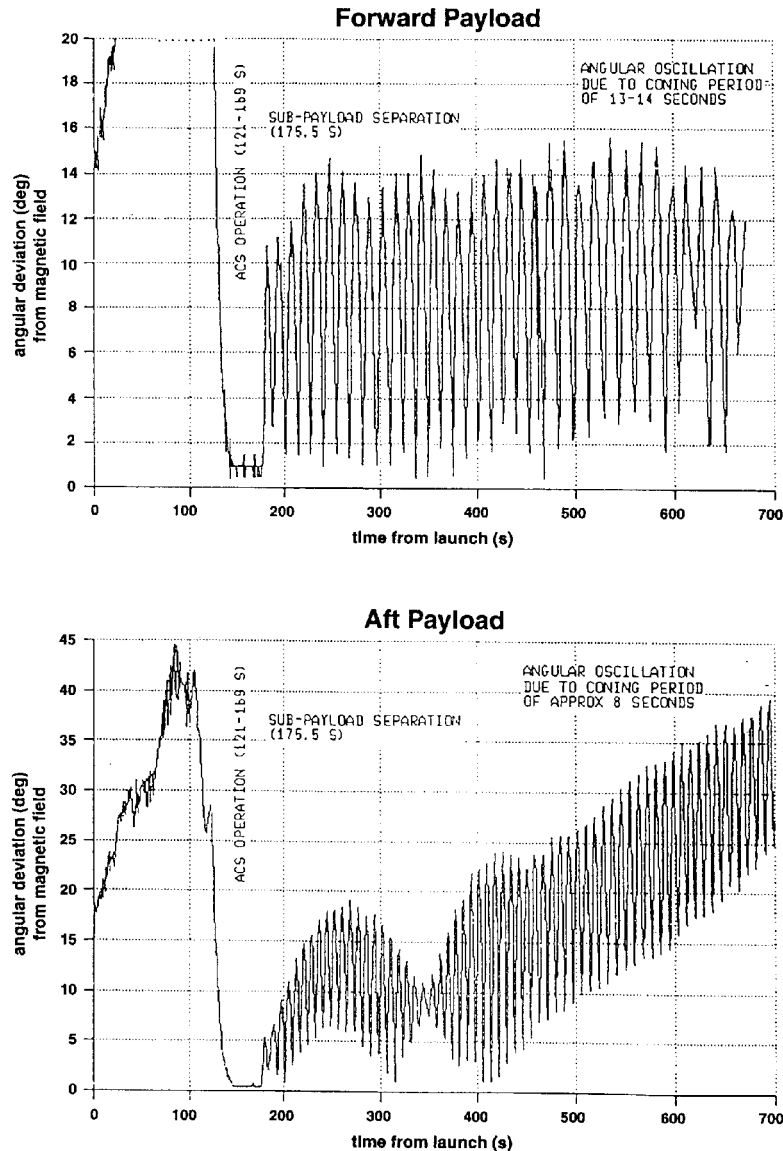 Forward Payload
20
18
16
14
12
10
8
6
4
2
0
angular deviation (deg)
from magnetic field
ACS OPERATION (121-169 S)
SUB-PAYLOAD SEPARATION
(175.5 S)
ANGULAR OSCILLATION
DUE TO CONING PERIOD
OF 13-14 SECONDS
0 100 200 300 400 500 600 700
time from launch (s)
Aft Payload
45
40
35
30
25
20
15
10
5
0
angular deviation (deg)
from magnetic field
ACS OPERATION (121-169 S)
SUB-PAYLOAD SEPARATION
(175.5 S)
ANGULAR OSCILLATION
DUE TO CONING PERIOD
OF APPROX 8 SECONDS
0 100 200 300 400 500 600 700
time from launch (s)